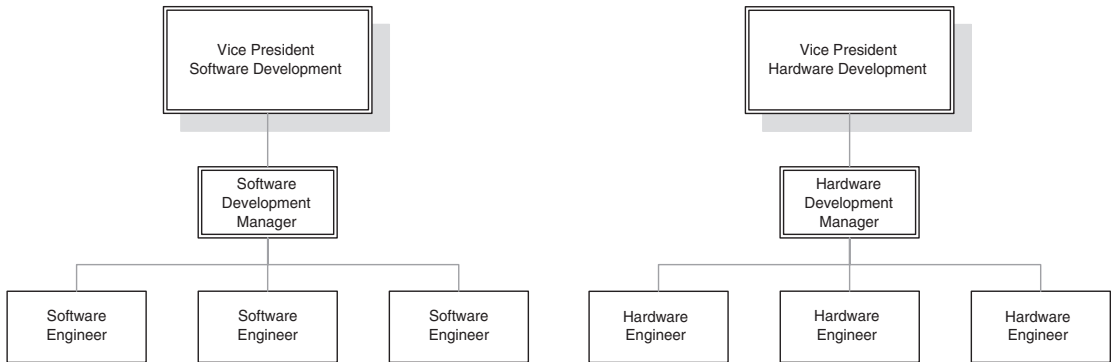 Vice President
Software Development
Vice President
Hardware Development
Software
Development
Manager
Hardware
Development
Manager
Software
Engineer
Software
Engineer
Software
Engineer
Hardware
Engineer
Hardware
Engineer
Hardware
Engineer